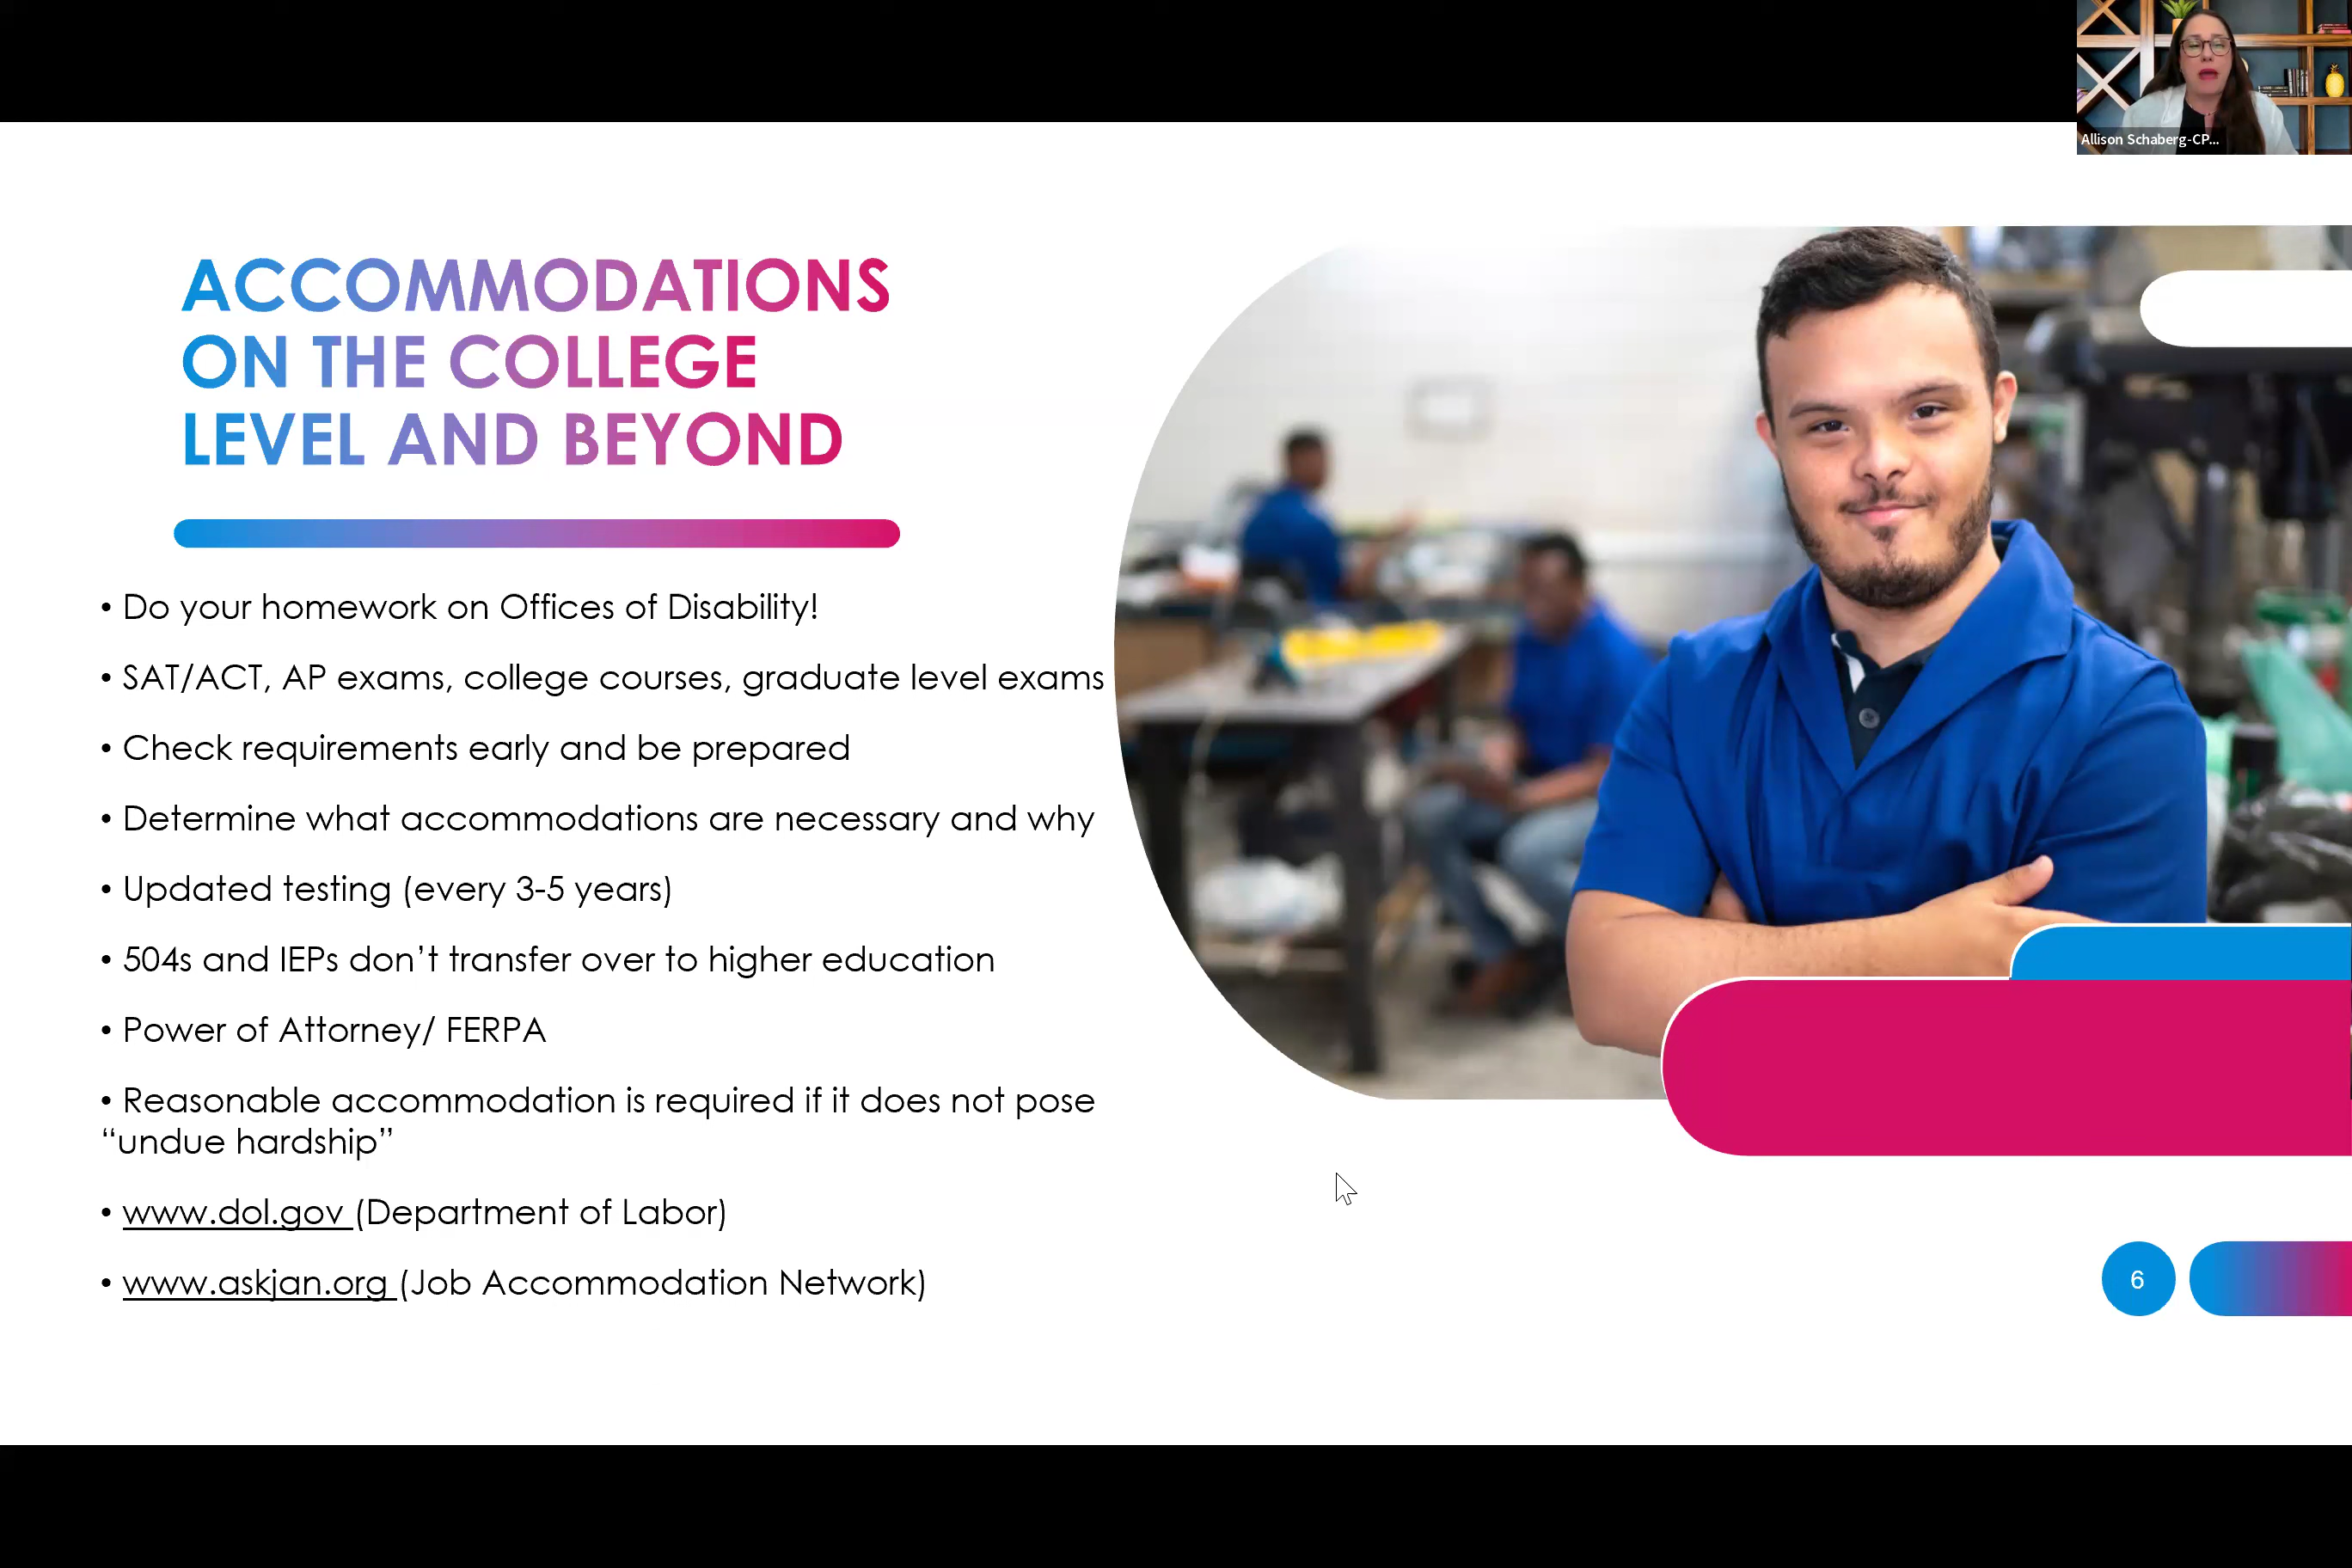 Allison Schaberg-CP...
ACCOMMODATIONS
ON THE COLLEGE
LEVEL AND BEYOND
• Do your homework on Offices of Disability!
• SAT/ACT, AP exams, college courses, graduate level exams
• Check requirements early and be prepared
• Determine what accommodations are necessary and why
• Updated testing (every 3-5 years)
• 504s and IEPs don’t transfer over to higher education
• Power of Attorney/ FERPA
• Reasonable accommodation is required if it does not pose
“undue hardship”
• www.dol.gov (Department of Labor)
• www.askjan.org (Job Accommodation Network)
6